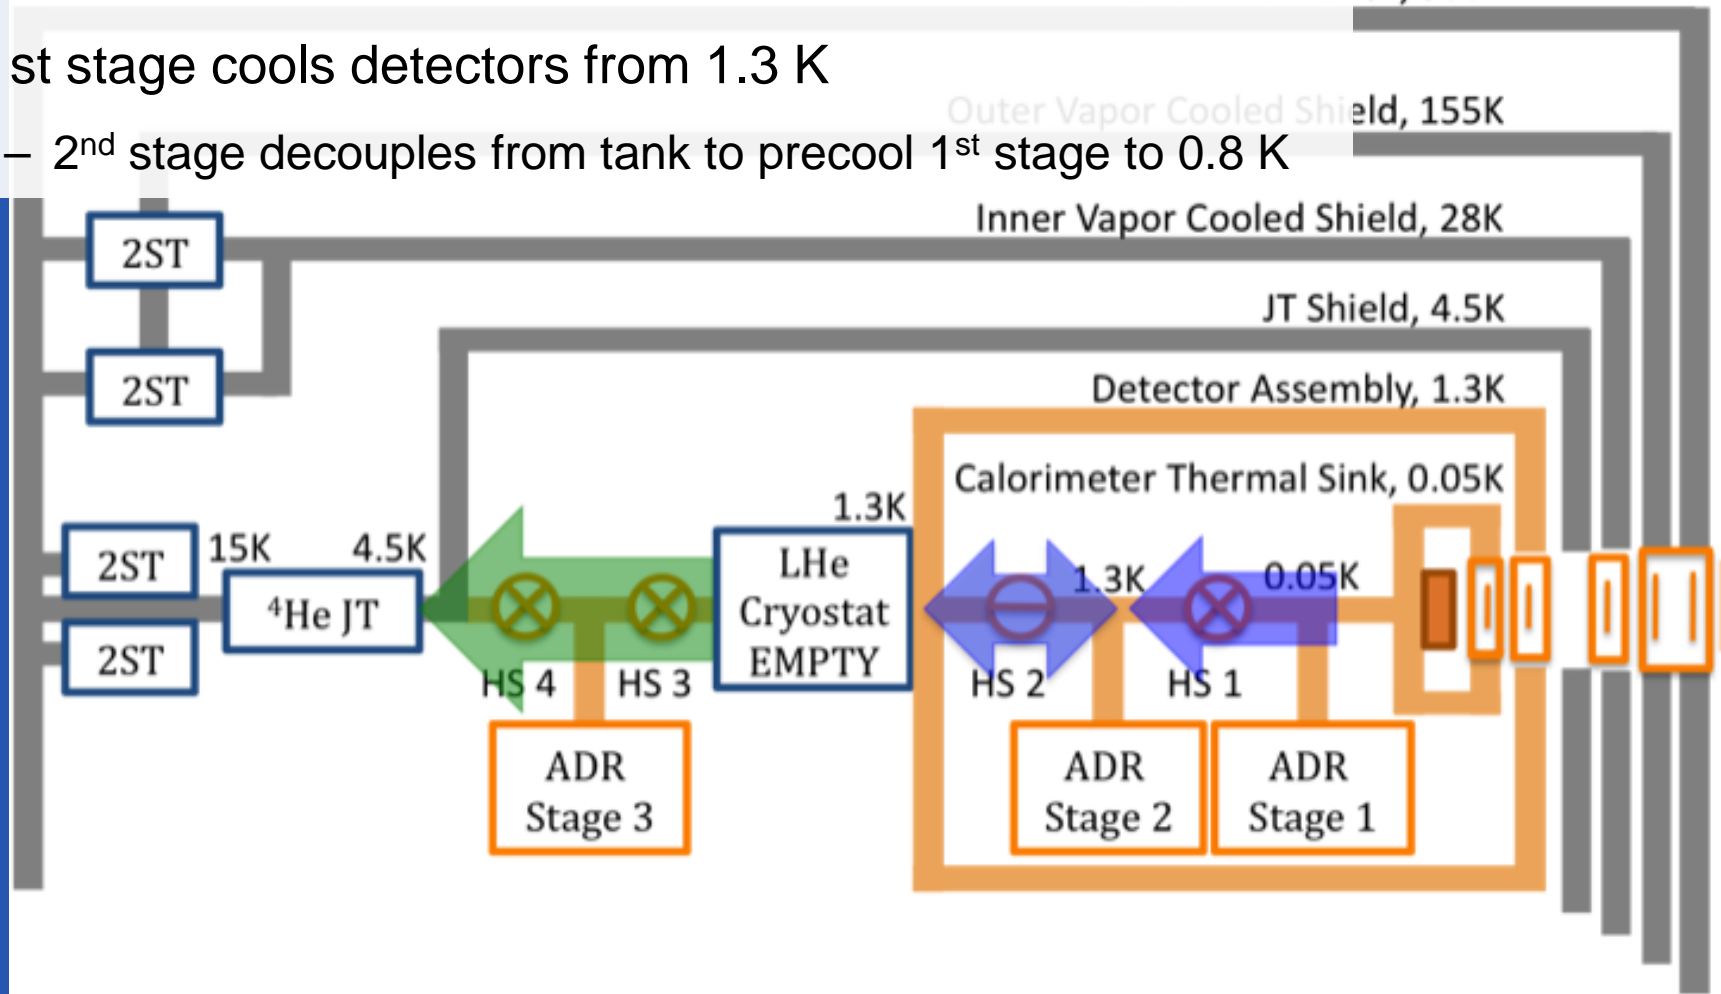 st stage cools detectors from 1.3 K
Outer Vapor Cooled Shield, 155K
– 2nd stage decouples from tank to precool 1st stage to 0.8 K
Inner Vapor Cooled Shield, 28K
2ST
JT Shield, 4.5K
2ST
Detector Assembly, 1.3K
Calorimeter Thermal Sink, 0.05K
1.3K
2ST
15K
4.5K
4He JT
2ST
LHe
Cryostat
EMPTY
1.3K
0.05K
HS 4
HS 3
HS 2
HS 1
ADR
Stage 3
ADR
Stage 2
ADR
Stage 1